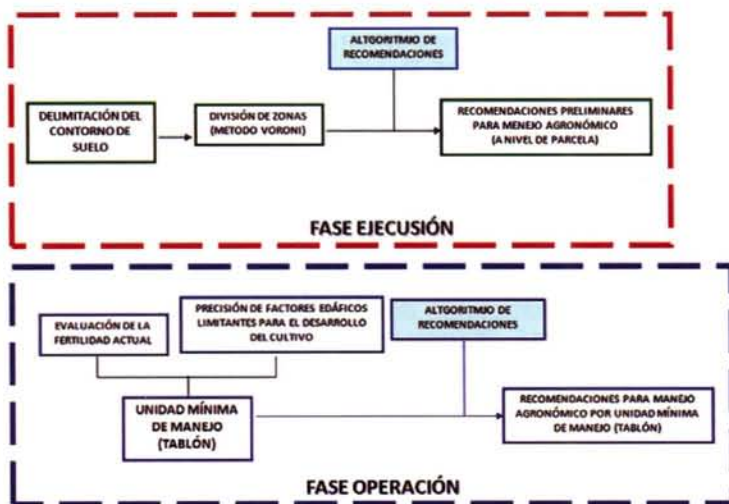 ALTGORITMJO DE
RECOMENDACIONES
DELIMITACIÓN DEL
CONTORNO DE
SUELO
DIVISIÓN DE ZONAS
(METODO VORONI)
RECOMENDACIONES PRELIMINARES
PARA MENEJO AGRONÓMICO
(A NIVEL DE PARCELA)
FASE EJECUSIÓN
EVALUACIÓN DE LA
FERTILIDAD ACTUAL
PRECISIÓN DE FACTORES EDÁFICOS
LIMITANTES PARA EL DESARROLLO
DEL CULTIVO
ALTGORITMJO DE
RECOMENDACIONES
UNIDAD MÍNIMA
DE MANEJO
(TABLÓN)
RECOMENDACIONES PARA MANEJO
AGRONÓMICO POR UNIDAD MÍNIMA
DE MANEJO (TABLÓN)
FASE OPERACIÓN